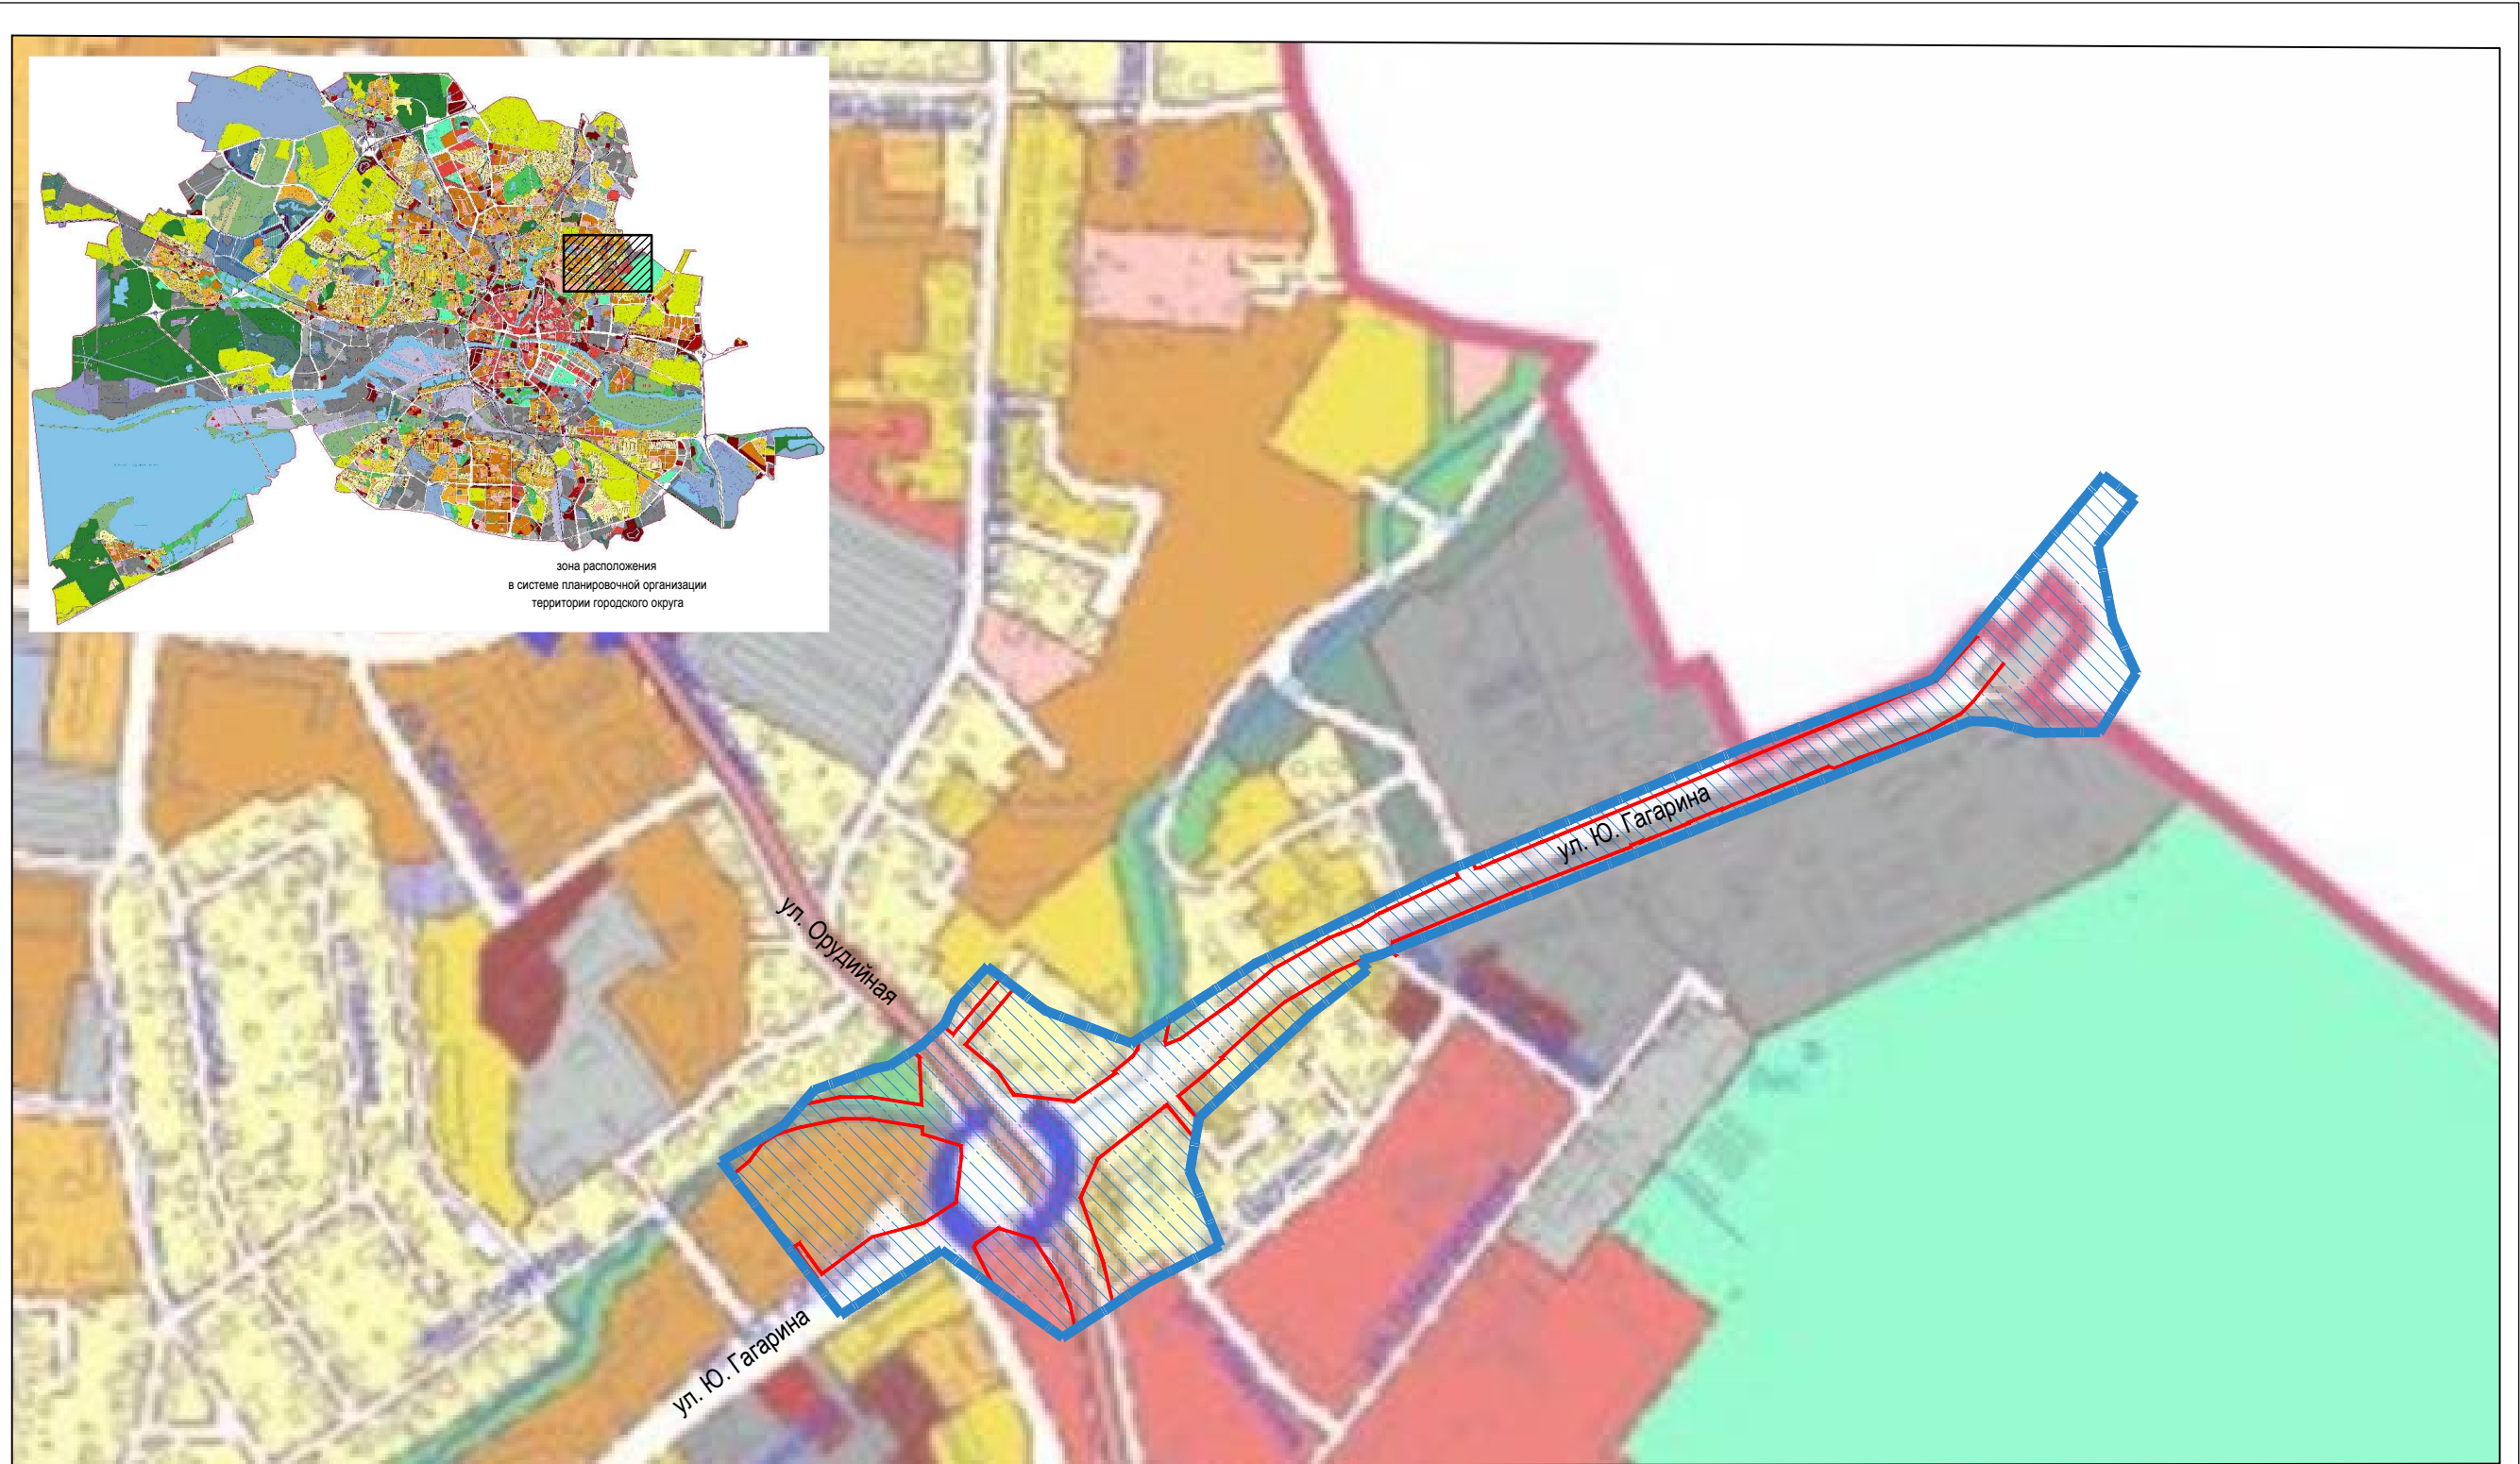 зона расположения
в системе планировочной организации
территории городского округа
ул. Ю. Гагарина
ул. Орудийная
ул. Ю. Гагарина